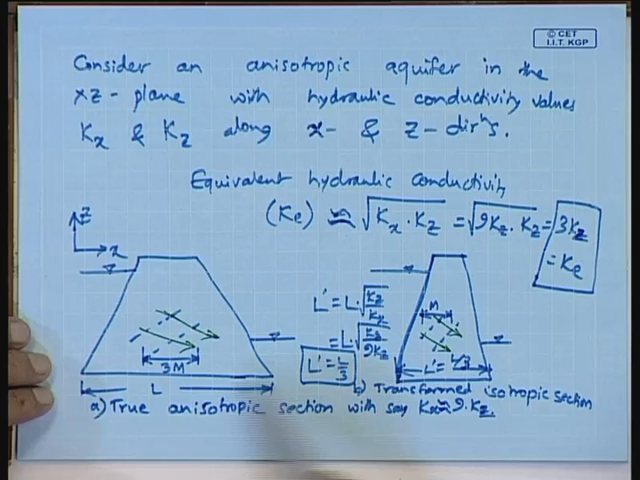 © CET
I.I.T. KGP
Consider an anisotropic aquifer in the
xz-plane with hydraulic conductivity values
Kx & Kz along x- & z-dirⁿs.
Equivalent hydraulic conductivity
(Ke) ≃ √Kx.Kz = √9Kz.Kz = 3Kz
= Ke
z
x
L' = L.√Kz/Kx
= L.√Kz/9Kz
L' = L/3
3M
L
M
L' = L/3
a) True anisotropic section with say Kx≃9.Kz.
b) Transformed isotropic section